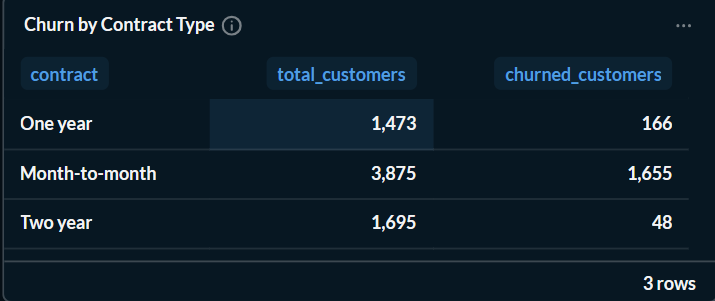 Churn by Contract Type
contract total_customers churned_customers
One year 1,473 166
Month-to-month 3,875 1,655
Two year 1,695 48
3 rows